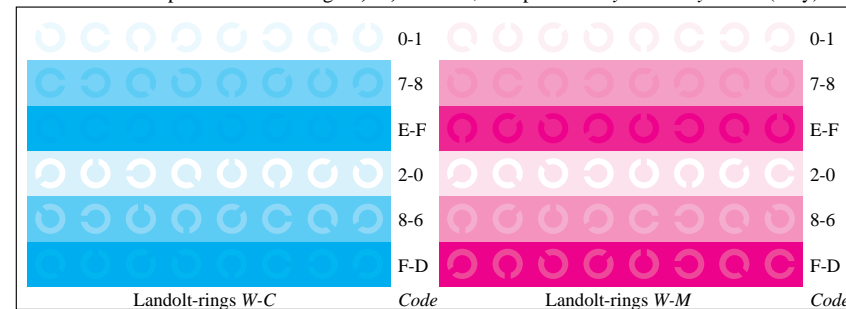 0-1 0-1
7-8 7-8
E-F E-F
2-0 2-0
8-6 8-6
F-D F-D
Landolt-rings W-C Code Landolt-rings W-M Code